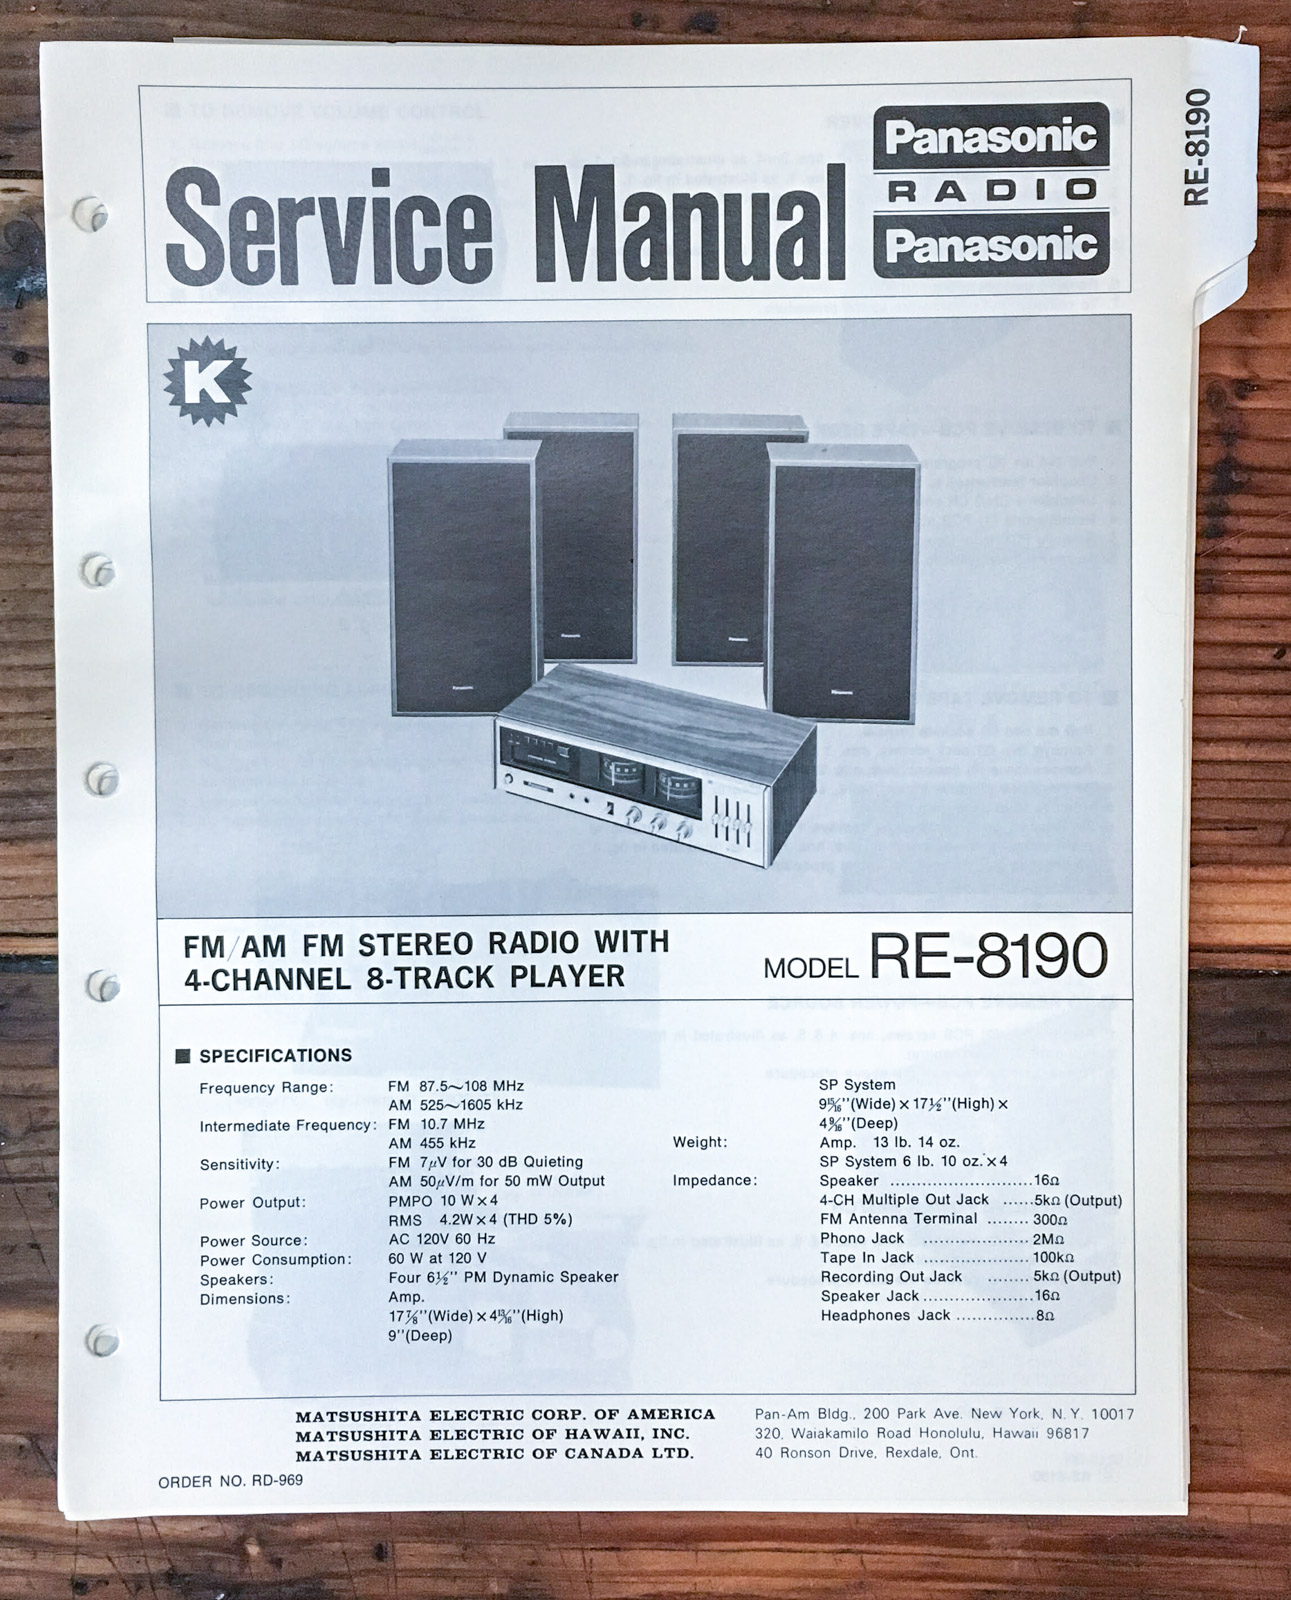 RE-8190
Service Manual
Panasonic
RADIO
Panasonic
K
Panasonic
Panasonic
Panasonic
Panasonic
Panasonic
FM/AM FM STEREO RADIO WITH
4-CHANNEL 8-TRACK PLAYER
MODEL RE-8190
■ SPECIFICATIONS
Frequency Range: FM 87.5~108 MHz
AM 525~1605 kHz
Intermediate Frequency: FM 10.7 MHz
AM 455 kHz
Sensitivity: FM 7μV for 30 dB Quieting
AM 50μV/m for 50 mW Output
Power Output: PMPO 10 W×4
RMS 4.2W×4 (THD 5%)
Power Source: AC 120V 60 Hz
Power Consumption: 60 W at 120 V
Speakers: Four 6½'' PM Dynamic Speaker
Dimensions: Amp.
17⅞''(Wide)×4¹³⁄₁₆''(High)
9''(Deep)
SP System
9¹⁵⁄₁₆''(Wide)×17½''(High)×
4⁹⁄₁₆''(Deep)
Weight: Amp. 13 lb. 14 oz.
SP System 6 lb. 10 oz.×4
Impedance: Speaker ..........................16Ω
4-CH Multiple Out Jack ......5kΩ (Output)
FM Antenna Terminal ........ 300Ω
Phono Jack .................... 2MΩ
Tape In Jack ....................100kΩ
Recording Out Jack ........ 5kΩ (Output)
Speaker Jack.....................16Ω
Headphones Jack ...............8Ω
MATSUSHITA ELECTRIC CORP. OF AMERICA Pan-Am Bldg., 200 Park Ave. New York, N.Y. 10017
MATSUSHITA ELECTRIC OF HAWAII, INC. 320, Waiakamilo Road Honolulu, Hawaii 96817
MATSUSHITA ELECTRIC OF CANADA LTD. 40 Ronson Drive, Rexdale, Ont.
ORDER NO. RD-969